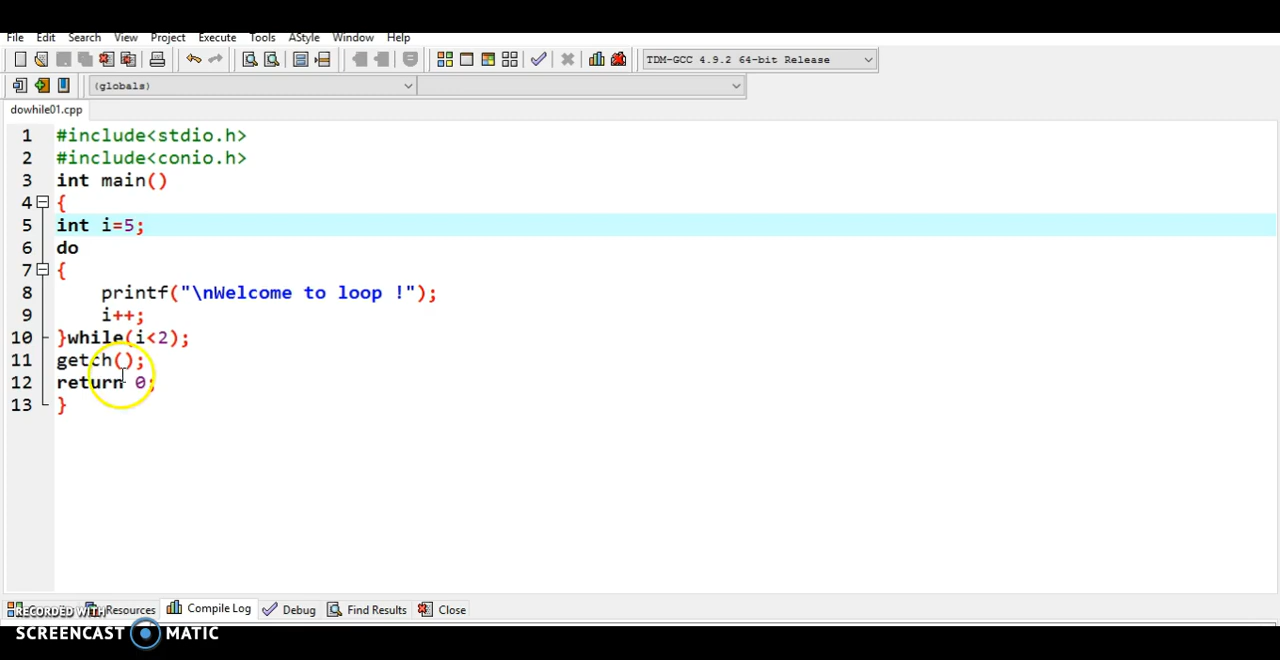 File Edit Search View Project Execute Tools AStyle Window Help
TDM-GCC 4.9.2 64-bit Release
(globals)
dowhile01.cpp
1 #include<stdio.h>
2 #include<conio.h>
3 int main()
4 {
5 int i=5;
6 do
7 {
8 printf("\nWelcome to loop !");
9 i++;
10 }while(i<2);
11 getch();
12 return 0;
13 }
Resources Compile Log Debug Find Results Close
RECORDED WITH
SCREENCAST MATIC